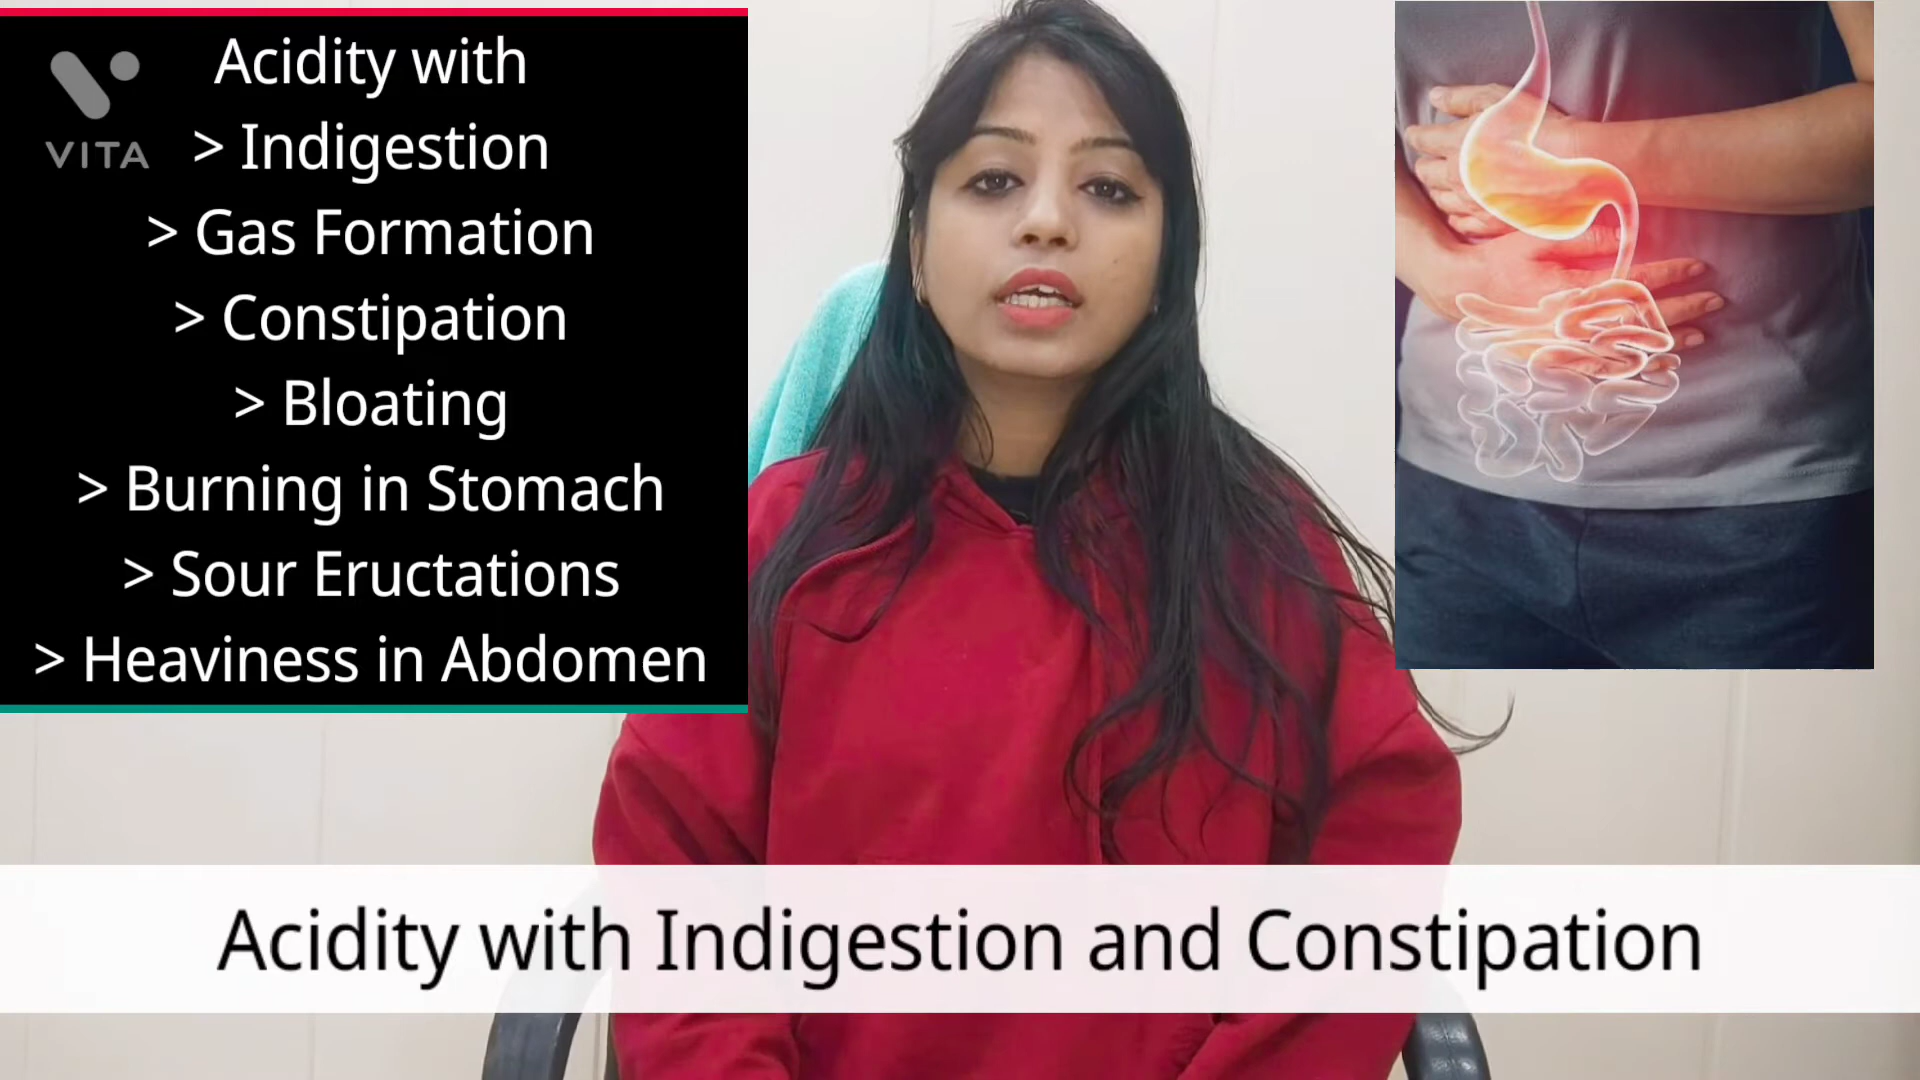 VITA
Acidity with
> Indigestion
> Gas Formation
> Constipation
> Bloating
> Burning in Stomach
> Sour Eructations
> Heaviness in Abdomen
Acidity with Indigestion and Constipation